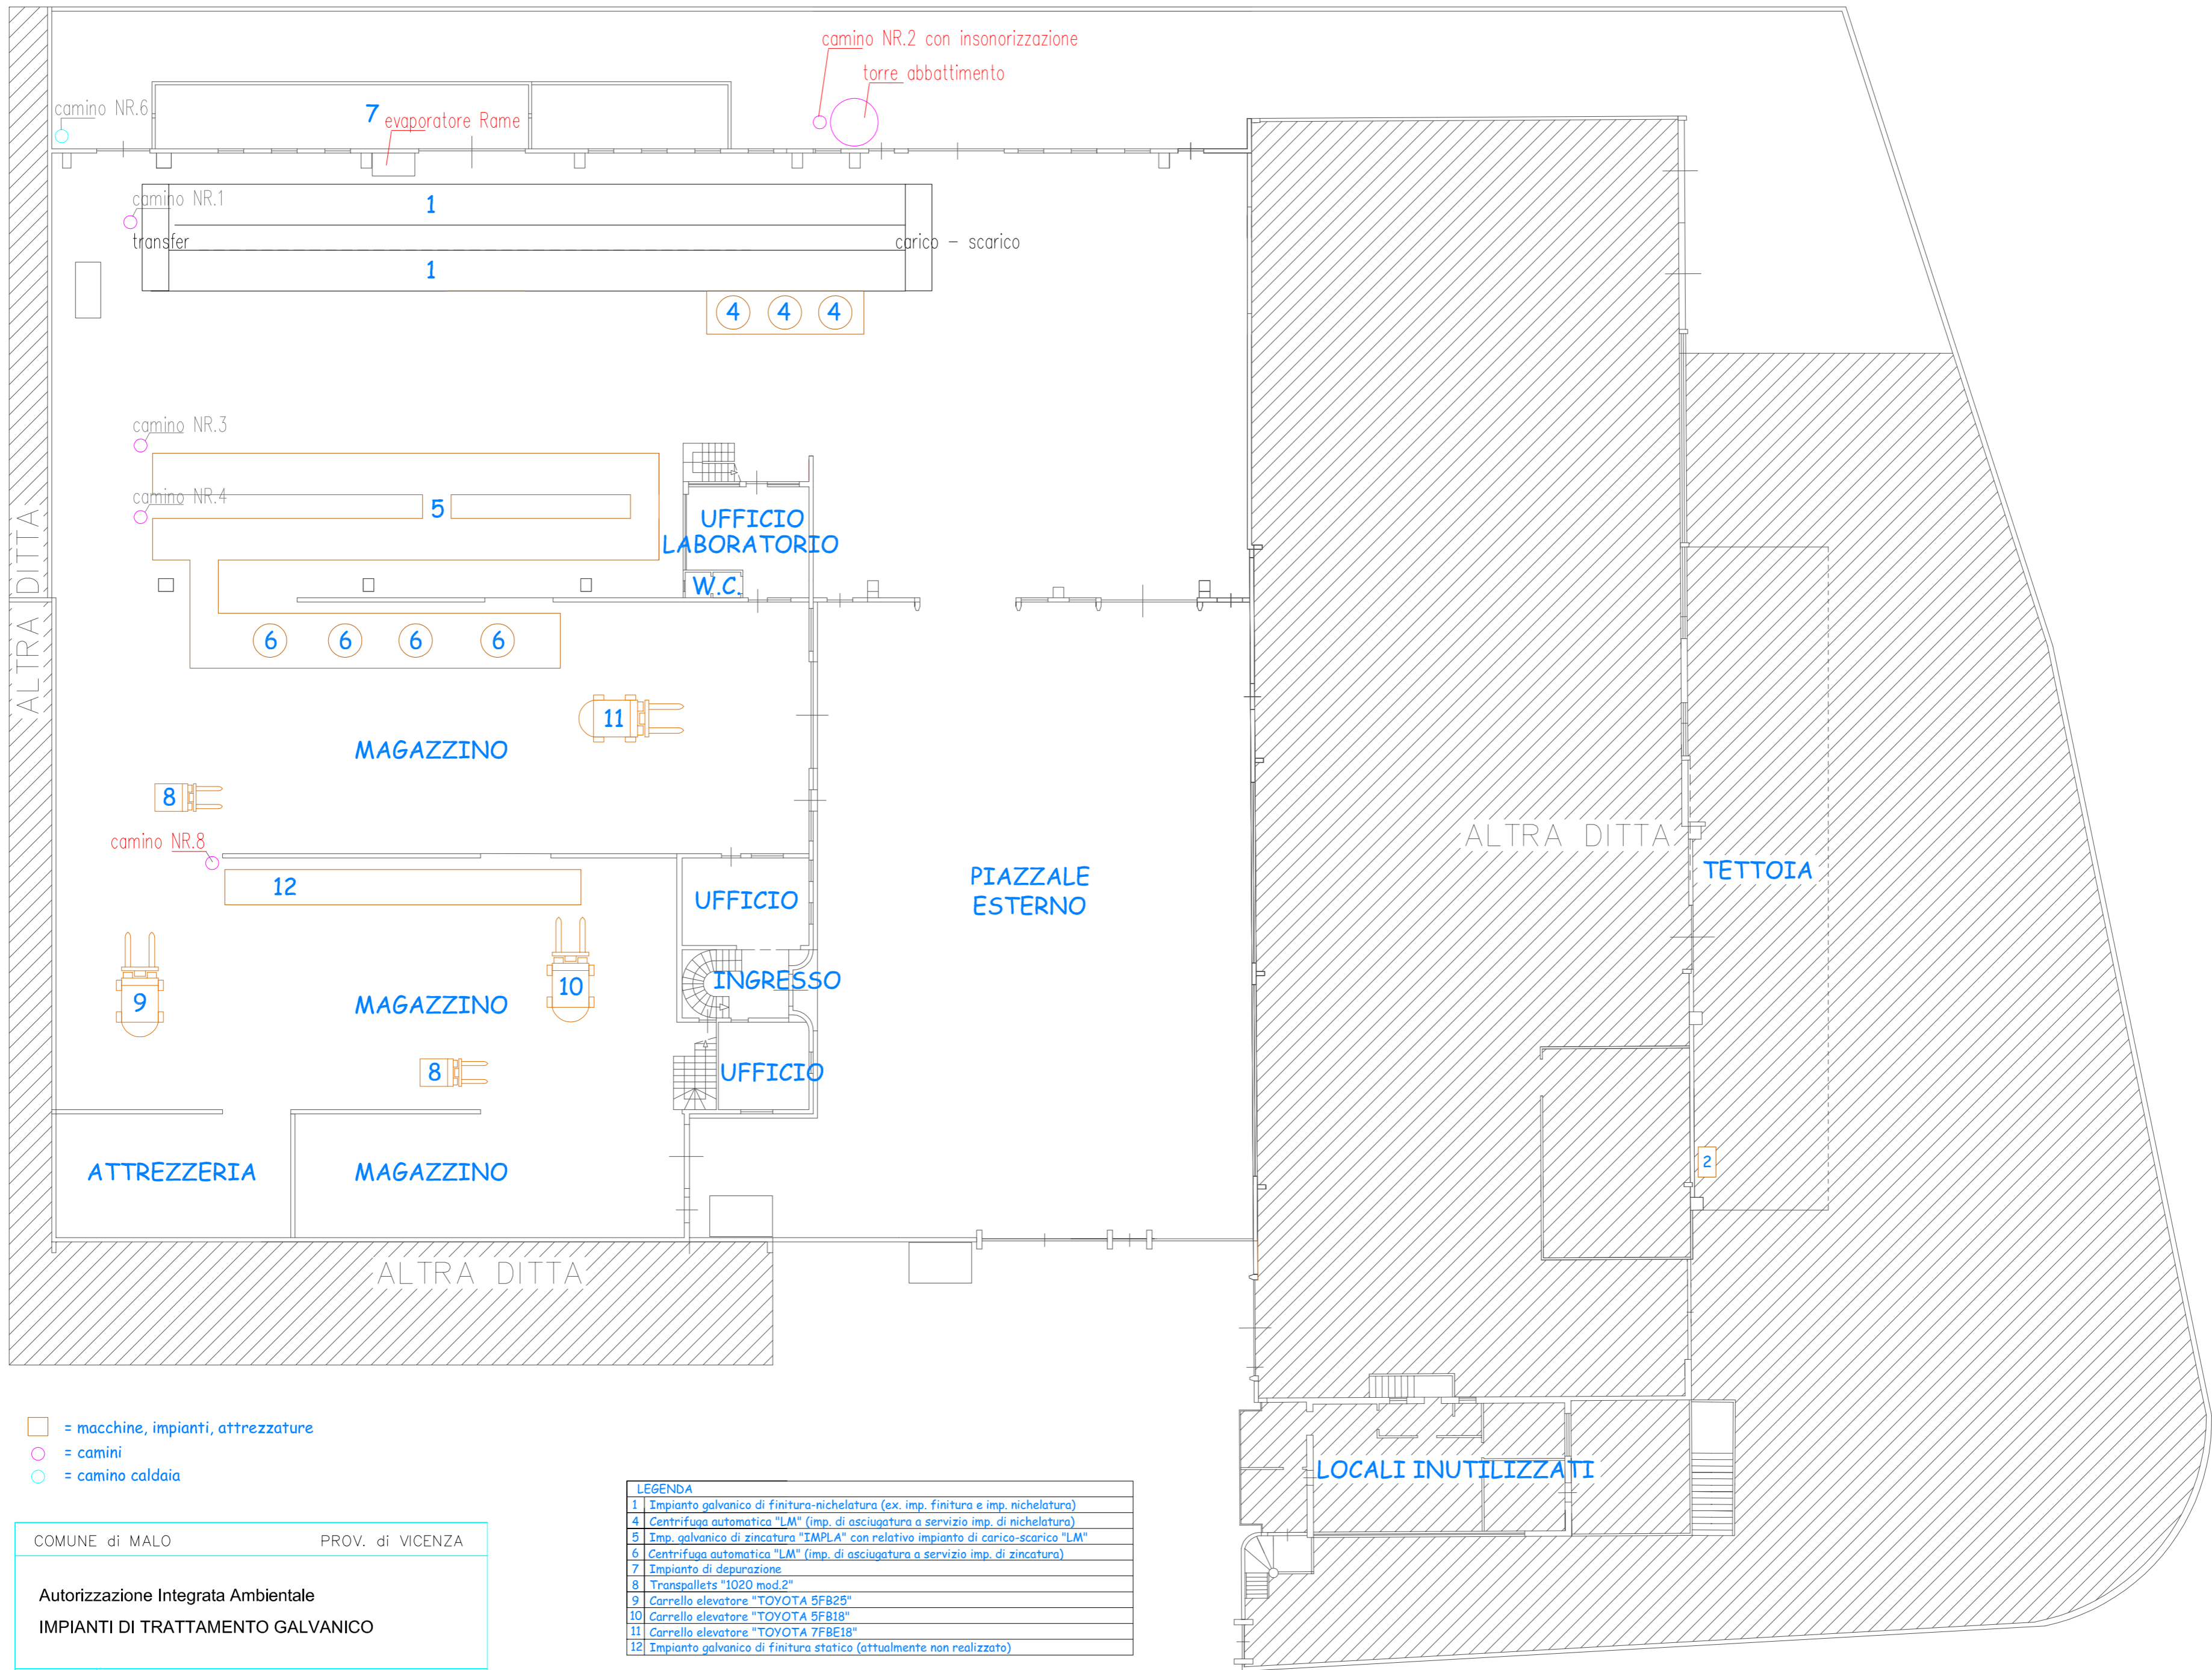 camino NR.2 con insonorizzazione
torre abbattimento
camino NR.6
7
evaporatore Rame
camino NR.1
1
transfer
carico - scarico
1
4
4
4
camino NR.3
camino NR.4
5
UFFICIO
LABORATORIO
W.C.
ALTRA DITTA
ALTRA DITTA
6
6
6
6
11
MAGAZZINO
8
camino NR.8
12
UFFICIO
PIAZZALE
ESTERNO
ALTRA DITTA
TETTOIA
9
10
MAGAZZINO
INGRESSO
8
UFFICIO
ATTREZZERIA
MAGAZZINO
2
ALTRA DITTA
LOCALI INUTILIZZATI
= macchine, impianti, attrezzature
= camini
= camino caldaia
COMUNE di MALO PROV. di VICENZA
Autorizzazione Integrata Ambientale
IMPIANTI DI TRATTAMENTO GALVANICO
LEGENDA
1 Impianto galvanico di finitura-nichelatura (ex. imp. finitura e imp. nichelatura)
4 Centrifuga automatica "LM" (imp. di asciugatura a servizio imp. di nichelatura)
5 Imp. galvanico di zincatura "IMPLA" con relativo impianto di carico-scarico "LM"
6 Centrifuga automatica "LM" (imp. di asciugatura a servizio imp. di zincatura)
7 Impianto di depurazione
8 Transpallets "1020 mod.2"
9 Carrello elevatore "TOYOTA 5FB25"
10 Carrello elevatore "TOYOTA 5FB18"
11 Carrello elevatore "TOYOTA 7FBE18"
12 Impianto galvanico di finitura statico (attualmente non realizzato)